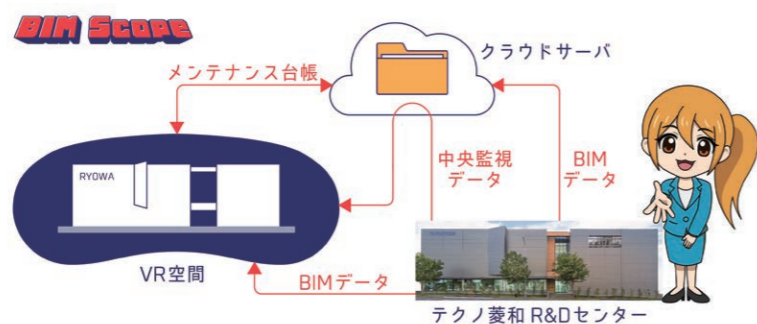 BIM Scope
クラウドサーバ
メンテナンス台帳
中央監視
データ
BIM
データ
RYOWA
VR空間
BIMデータ
テクノ菱和 R&Dセンター